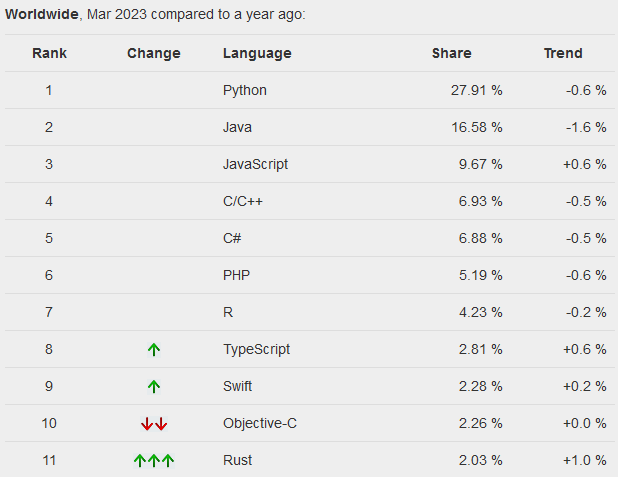 Worldwide, Mar 2023 compared to a year ago:
Rank Change Language Share Trend
1 Python 27.91 % -0.6 %
2 Java 16.58 % -1.6 %
3 JavaScript 9.67 % +0.6 %
4 C/C++ 6.93 % -0.5 %
5 C# 6.88 % -0.5 %
6 PHP 5.19 % -0.6 %
7 R 4.23 % -0.2 %
8 ↑ TypeScript 2.81 % +0.6 %
9 ↑ Swift 2.28 % +0.2 %
10 ↓↓ Objective-C 2.26 % +0.0 %
11 ↑↑↑ Rust 2.03 % +1.0 %